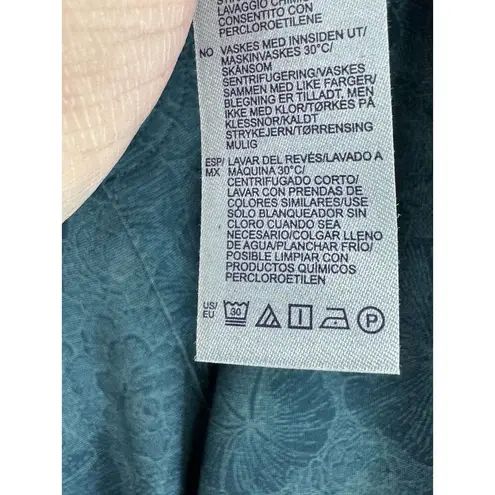 LAVAGGIO CHIMI
CONSENTITO CON
PERCLOROETILENE
NO VASKES MED INNSIDEN UT/
MASKINVASKES 30°C/
SKÅNSOM
SENTRIFUGERING/VASKES
SAMMEN MED LIKE FARGER/
BLEGNING ER TILLADT, MEN
IKKE MED KLOR/TØRKES PÅ
KLESSNOR/KALDT
STRYKEJERN/TØRRENSING
MULIG
ESP/ LAVAR DEL REVÉS/LAVADO A
MX MÁQUINA 30°C/
CENTRIFUGADO CORTO/
LAVAR CON PRENDAS DE
COLORES SIMILARES/USE
SÓLO BLANQUEADOR SIN
CLORO CUANDO SEA
NECESARIO/COLGAR LLENO
DE AGUA/PLANCHAR FRÍO/
POSIBLE LIMPIAR CON
PRODUCTOS QUÍMICOS
PERCLOROETILEN
US/
EU 30 P